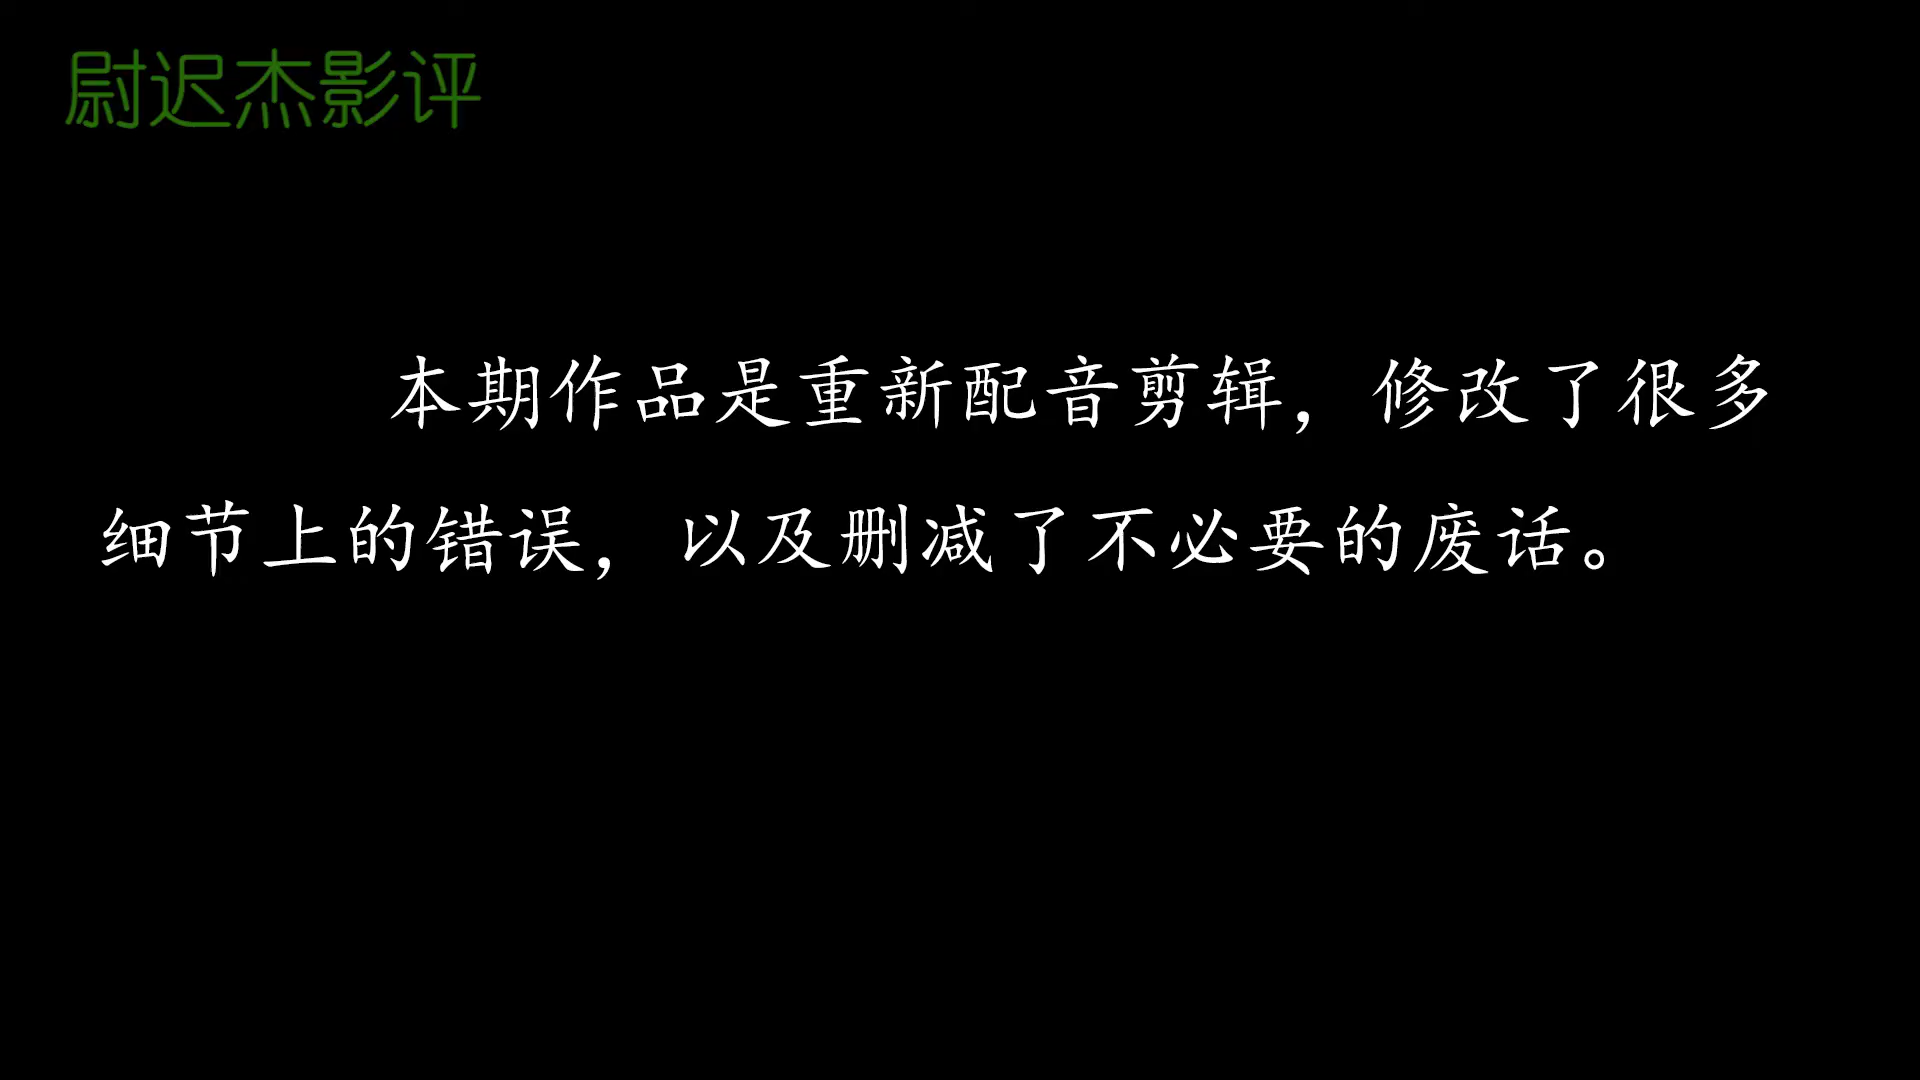 尉迟杰影评
本期作品是重新配音剪辑，修改了很多
细节上的错误，以及删减了不必要的废话。